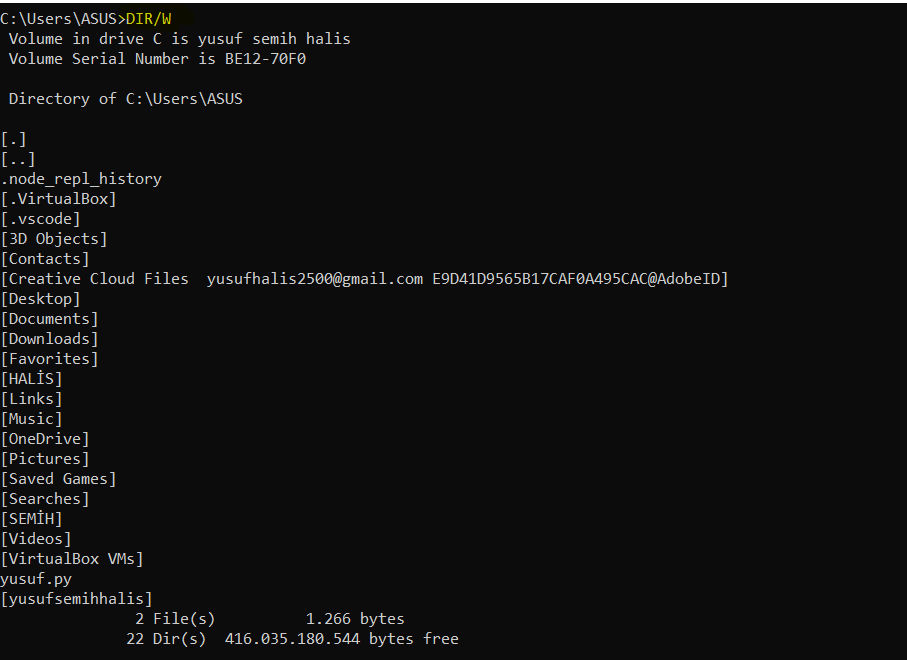 C:\Users\ASUS>DIR/W
 Volume in drive C is yusuf semih halis
 Volume Serial Number is BE12-70F0

 Directory of C:\Users\ASUS

[.]
[..]
.node_repl_history
[.VirtualBox]
[.vscode]
[3D Objects]
[Contacts]
[Creative Cloud Files  yusufhalis2500@gmail.com E9D41D9565B17CAF0A495CAC@AdobeID]
[Desktop]
[Documents]
[Downloads]
[Favorites]
[HALİS]
[Links]
[Music]
[OneDrive]
[Pictures]
[Saved Games]
[Searches]
[SEMİH]
[Videos]
[VirtualBox VMs]
yusuf.py
[yusufsemihhalis]
               2 File(s)          1.266 bytes
              22 Dir(s)  416.035.180.544 bytes free